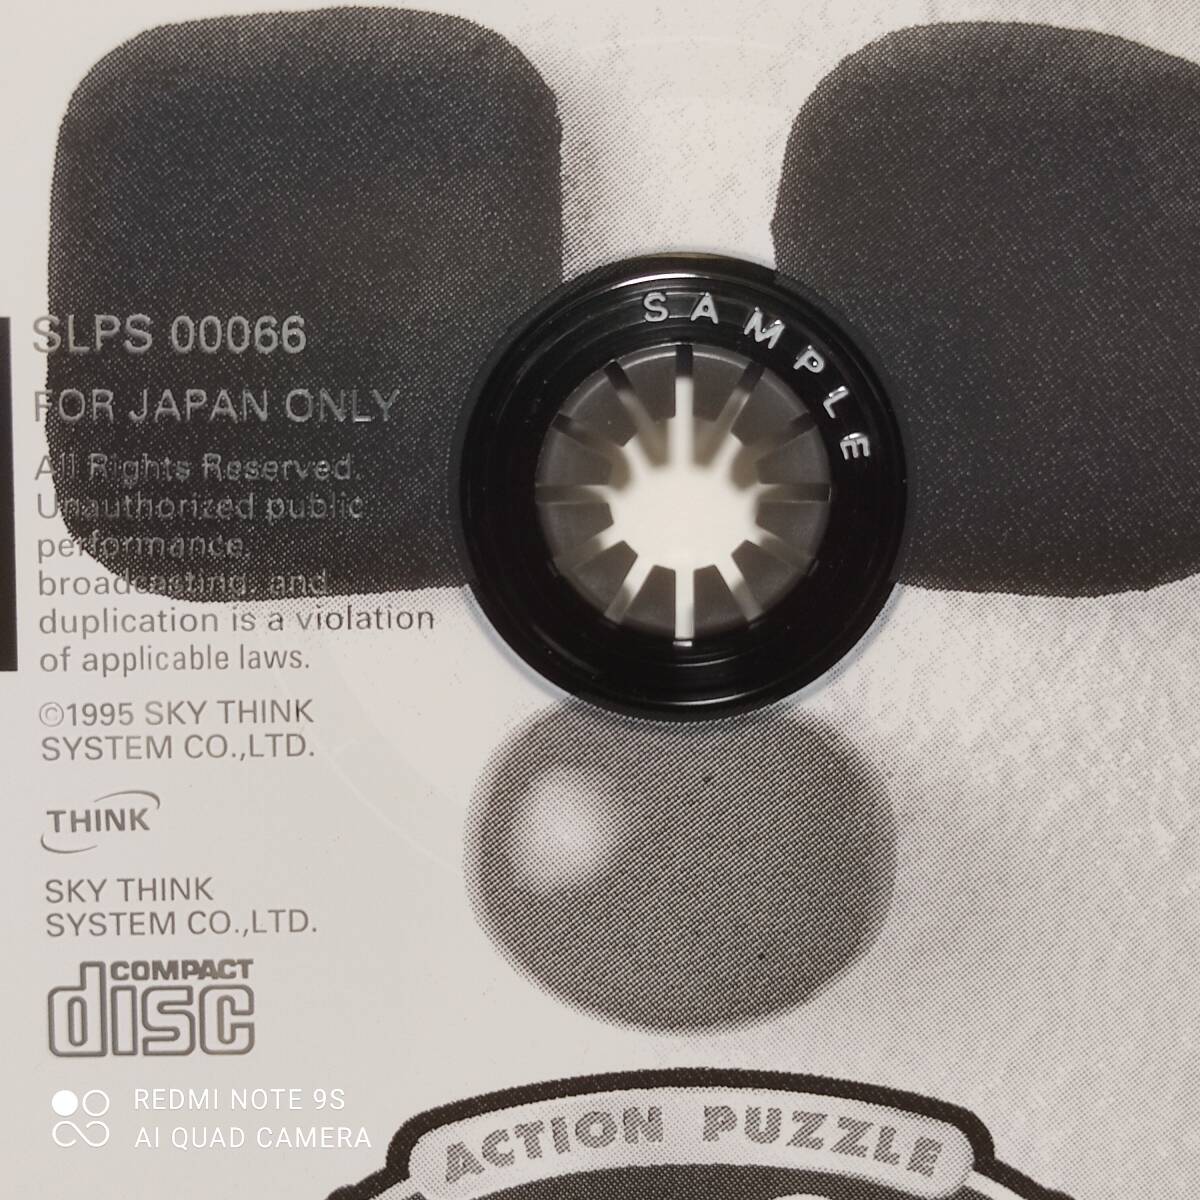 SAMPLE
SLPS 00066
FOR JAPAN ONLY
All Rights Reserved.
Unauthorized public
performance,
broadcasting, and
duplication is a violation
of applicable laws.
©1995 SKY THINK
SYSTEM CO.,LTD.
THINK
SKY THINK
SYSTEM CO.,LTD.
COMPACT
disc
REDMI NOTE 9S
AI QUAD CAMERA
ACTION PUZZLE